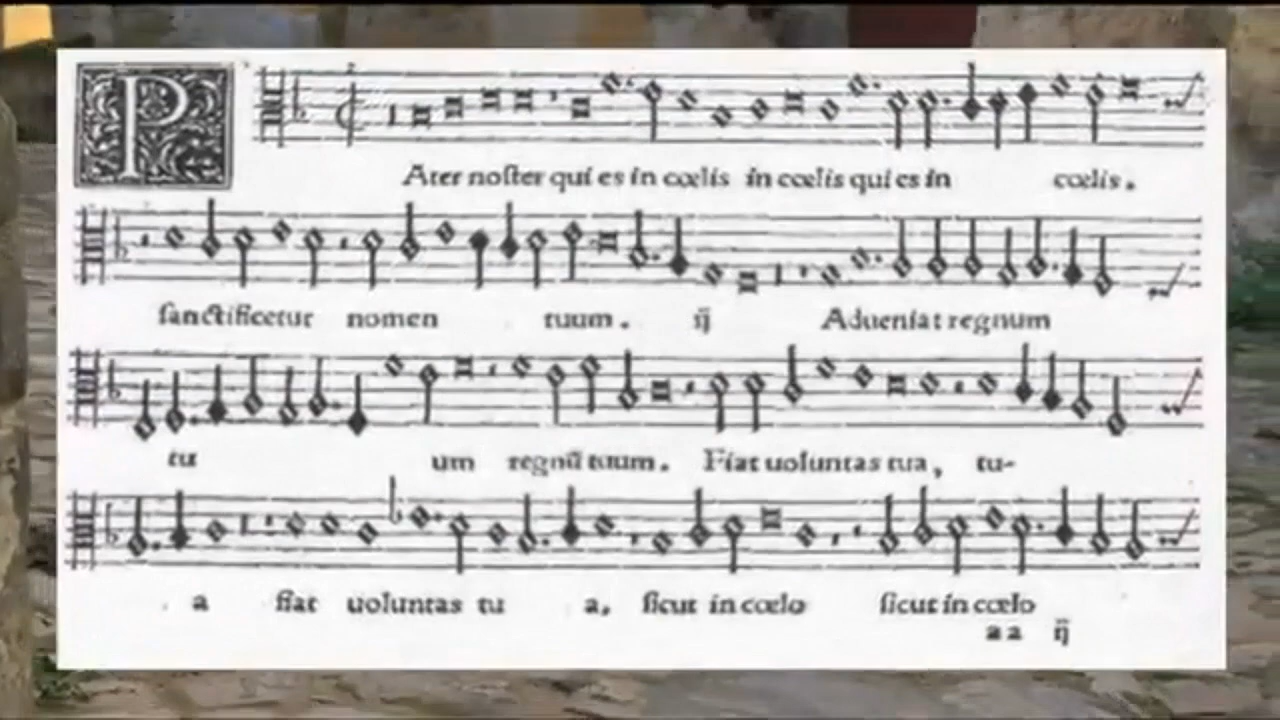 PAter noſter qui es in cœlis in cœlis qui es in cœlis.
ſanctificetur nomen tuum. ij̃ Adueniat regnum
tu um regnũ tuum. Fiat uoluntas tua, tu-
a fiat uoluntas tu a, ſicut in cœlo ſicut in cœlo
a a ij̃